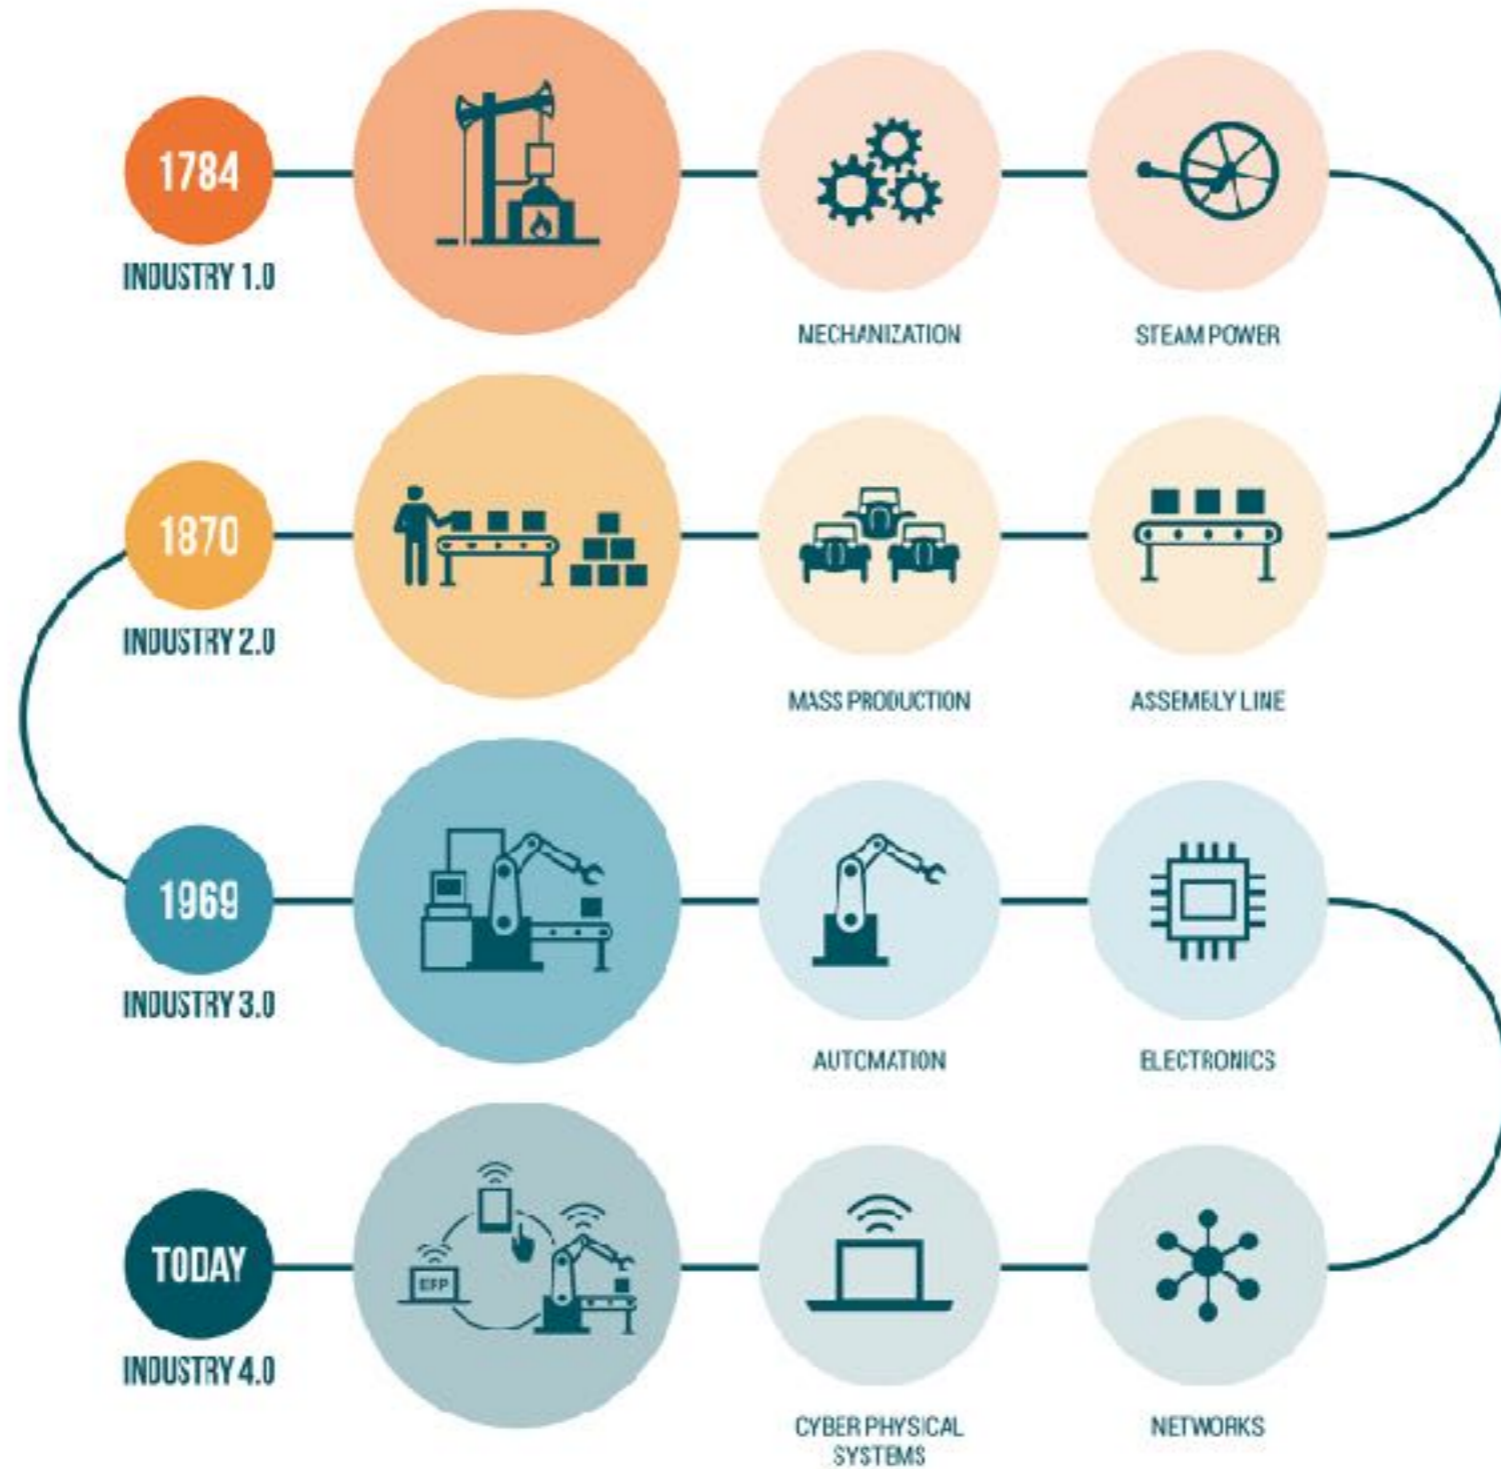 1784
INDUSTRY 1.0
MECHANIZATION
STEAM POWER
1870
INDUSTRY 2.0
MASS PRODUCTION
ASSEMBLY LINE
1969
INDUSTRY 3.0
AUTOMATION
ELECTRONICS
TODAY
INDUSTRY 4.0
ERP
CYBER PHYSICAL
SYSTEMS
NETWORKS